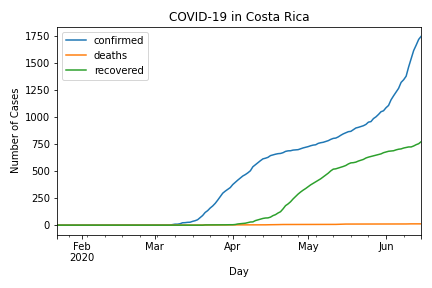 COVID-19 in Costa Rica
confirmed
deaths
recovered
1750
1500
1250
1000
750
500
250
0
Number of Cases
Feb Mar Apr May Jun
2020
Day